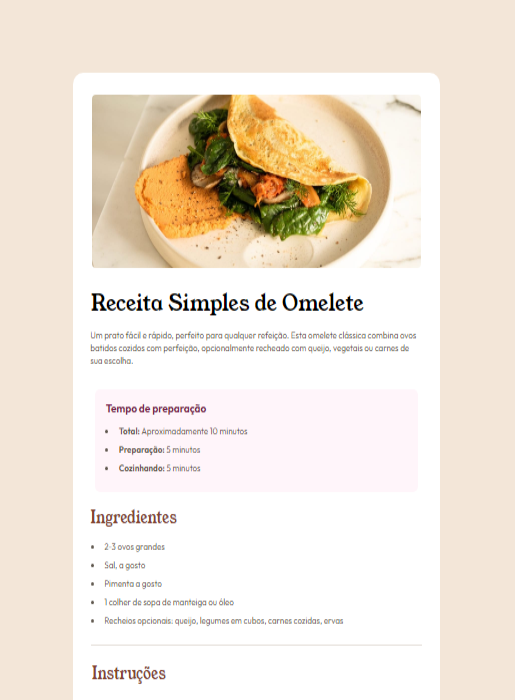 Receita Simples de Omelete
Um prato fácil e rápido, perfeito para qualquer refeição. Esta omelete clássica combina ovos
batidos cozidos com perfeição, opcionalmente recheado com queijo, vegetais ou carnes de
sua escolha.
Tempo de preparação
Total: Aproximadamente 10 minutos
Preparação: 5 minutos
Cozinhando: 5 minutos
Ingredientes
2-3 ovos grandes
Sal, a gosto
Pimenta a gosto
1 colher de sopa de manteiga ou óleo
Recheios opcionais: queijo, legumes em cubos, carnes cozidas, ervas
Instruções